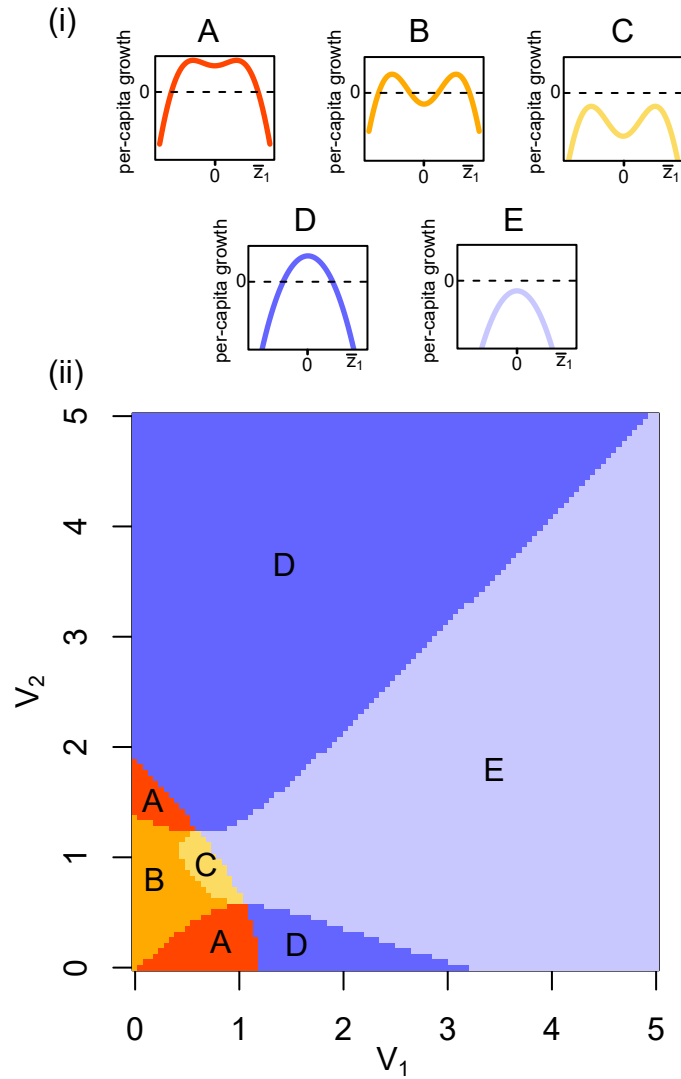 (i)
A B C
per-capita growth 0 0 z̄₁
per-capita growth 0 0 z̄₁
per-capita growth 0 0 z̄₁
D E
per-capita growth 0 0 z̄₁
per-capita growth 0 0 z̄₁
(ii)
5
4
3
2
1
0
V₂
D
E
A
C
B
A
D
0 1 2 3 4 5
V₁